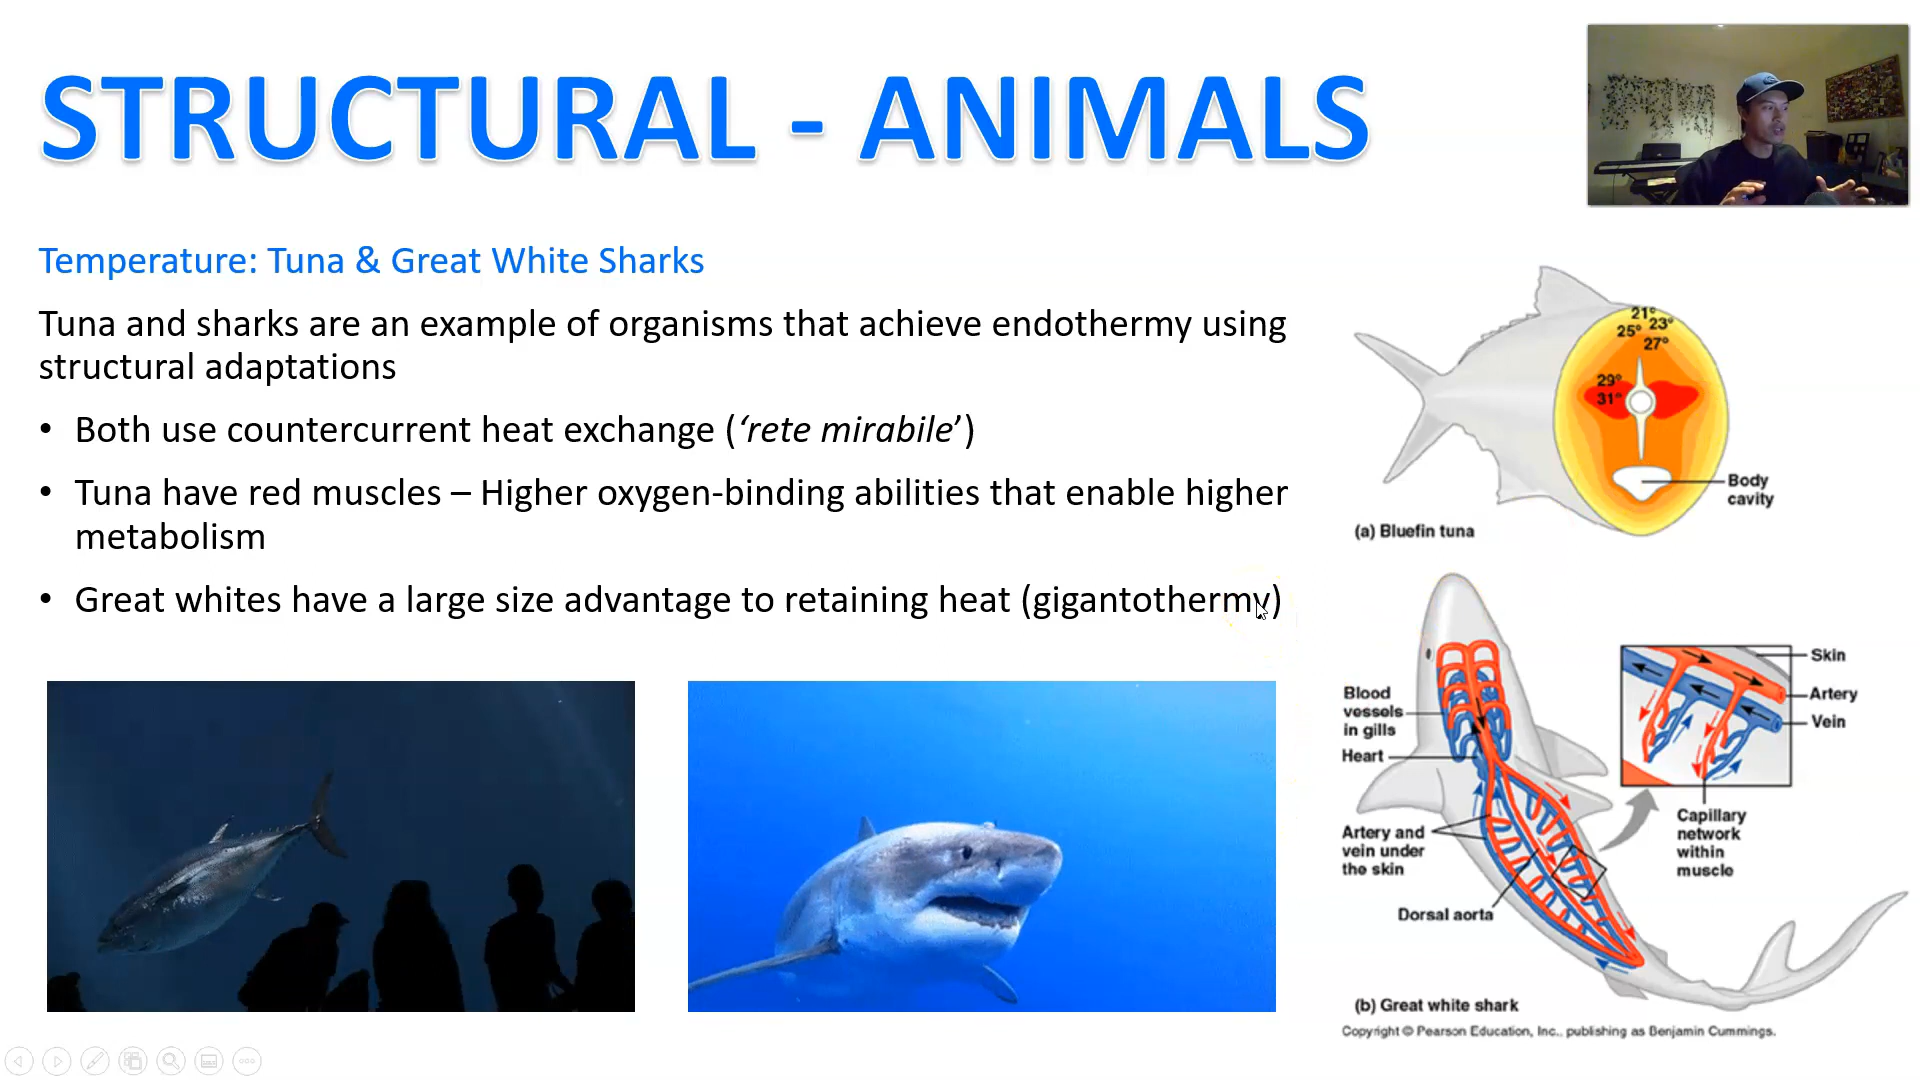 STRUCTURAL - ANIMALS
Temperature: Tuna & Great White Sharks
Tuna and sharks are an example of organisms that achieve endothermy using
structural adaptations
• Both use countercurrent heat exchange (‘rete mirabile’)
• Tuna have red muscles – Higher oxygen-binding abilities that enable higher
metabolism
• Great whites have a large size advantage to retaining heat (gigantothermy)
21°
25° 23°
27°
29°
31°
Body
cavity
(a) Bluefin tuna
Skin
Artery
Vein
Blood
vessels
in gills
Heart
Capillary
network
within
muscle
Artery and
vein under
the skin
Dorsal aorta
(b) Great white shark
Copyright © Pearson Education, Inc., publishing as Benjamin Cummings.